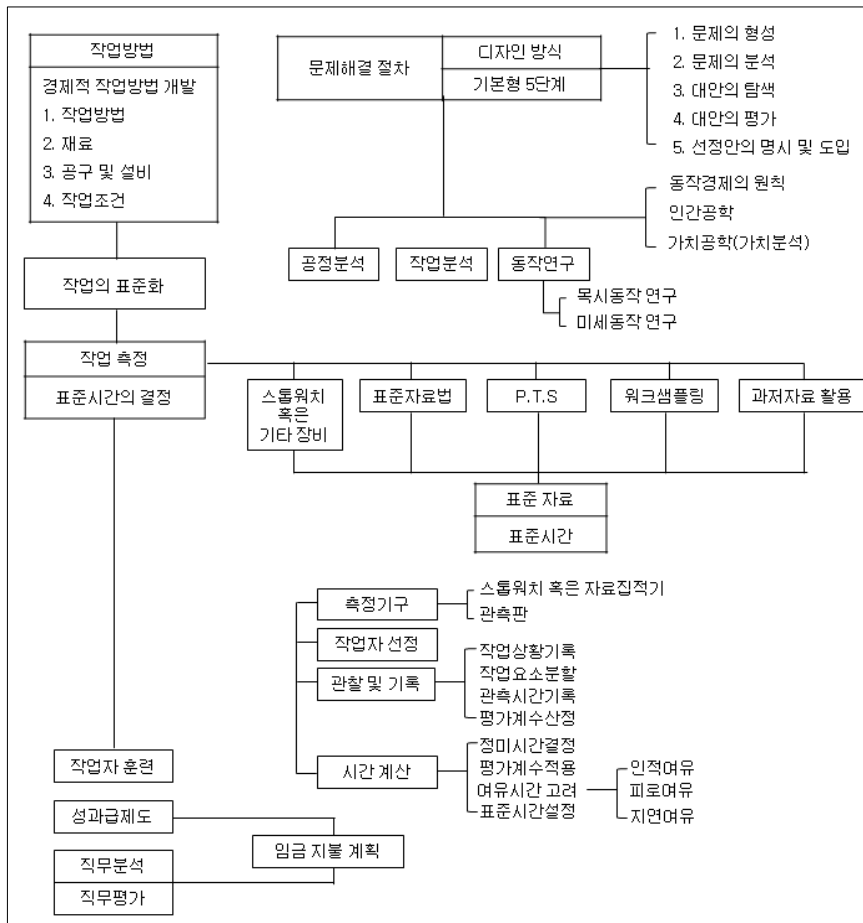 작업방법
경제적 작업방법 개발
1. 작업방법
2. 재료
3. 공구 및 설비
4. 작업조건
문제해결 절차
디자인 방식
기본형 5단계
1. 문제의 형성
2. 문제의 분석
3. 대안의 탐색
4. 대안의 평가
5. 선정안의 명시 및 도입
동작경제의 원칙
인간공학
가치공학(가치분석)
공정분석
작업분석
동작연구
목시동작 연구
미세동작 연구
작업의 표준화
작업 측정
표준시간의 결정
스톱워치
혹은
기타 장비
표준자료법
P.T.S
워크샘플링
과저자료 활용
표준 자료
표준시간
측정기구
스톱워치 혹은 자료집적기
관측판
작업자 선정
관찰 및 기록
작업상황기록
작업요소분할
관측시간기록
평가계수산정
시간 계산
정미시간결정
평가계수적용
여유시간 고려
표준시간설정
인적여유
피로여유
지연여유
작업자 훈련
성과급제도
임금 지불 계획
직무분석
직무평가